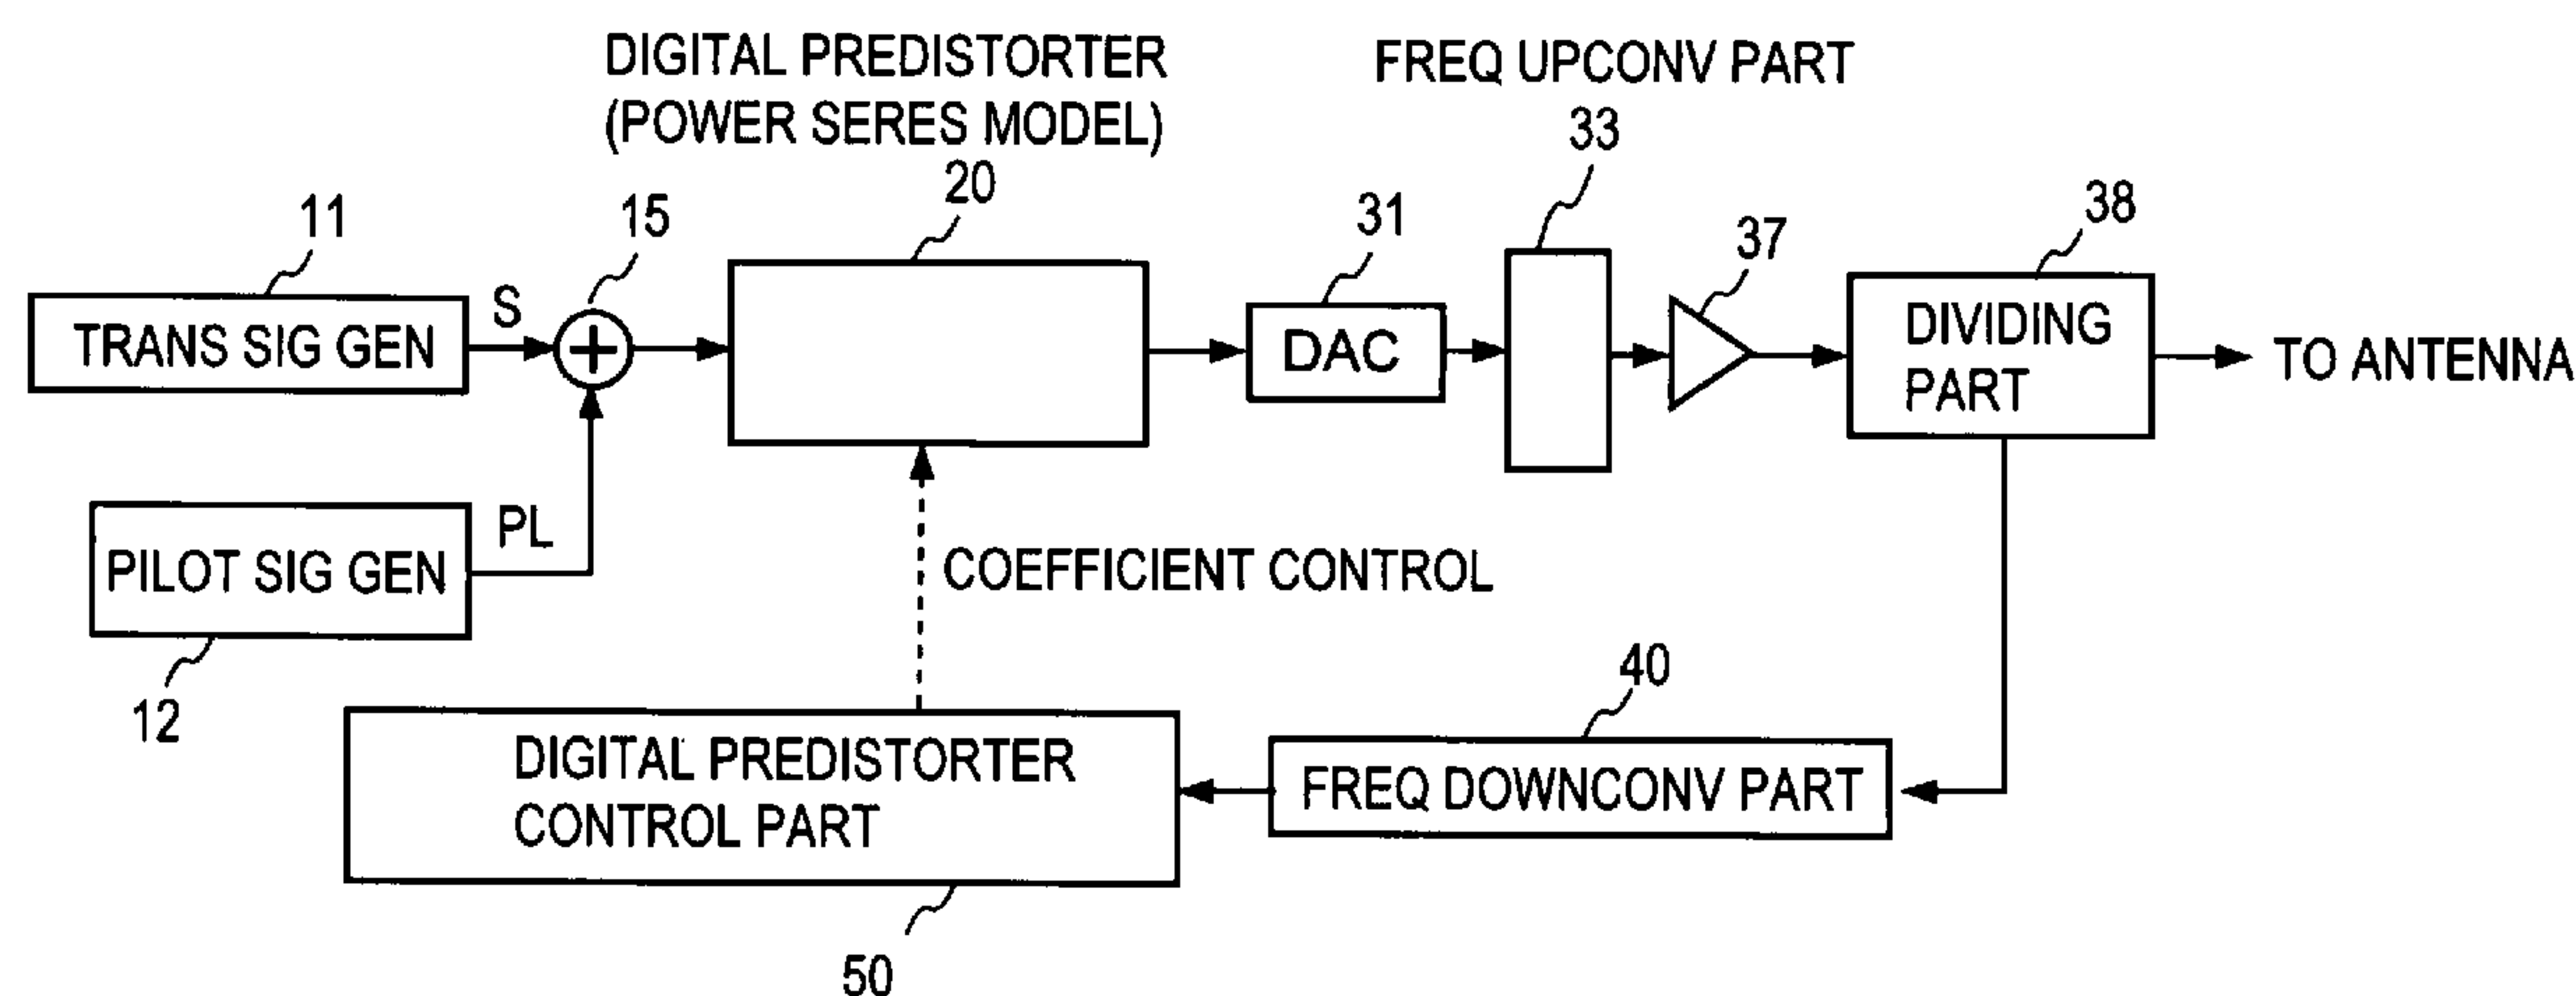 DIGITAL PREDISTORTER
(POWER SERES MODEL)
20
FREQ UPCONV PART
33
11
15
31
37
38
TRANS SIG GEN
S
+
DAC
DIVIDING
PART
TO ANTENNA
PILOT SIG GEN
PL
12
COEFFICIENT CONTROL
40
DIGITAL PREDISTORTER
CONTROL PART
FREQ DOWNCONV PART
50